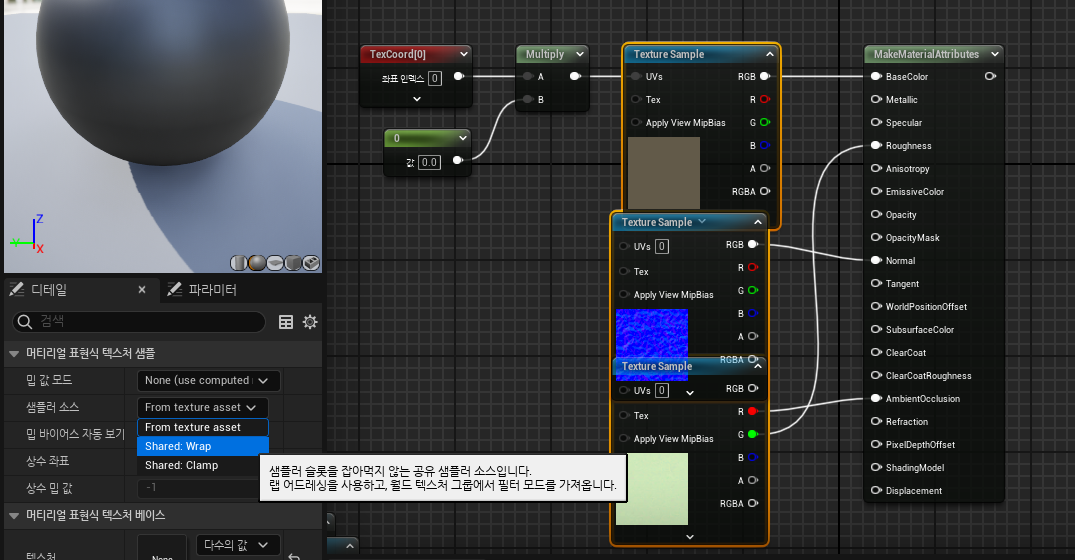 TexCoord[0]
좌표 인덱스 0
Multiply
A
B
0
값 0.0
Texture Sample
UVs
RGB
Tex
R
Apply View MipBias
G
B
A
RGBA
Texture Sample
UVs 0
RGB
Tex
R
Apply View MipBias
G
B
A
RGBA
Texture Sample
UVs 0
RGB
Tex
R
Apply View MipBias
G
B
A
RGBA
MakeMaterialAttributes
BaseColor
Metallic
Specular
Roughness
Anisotropy
EmissiveColor
Opacity
OpacityMask
Normal
Tangent
WorldPositionOffset
SubsurfaceColor
ClearCoat
ClearCoatRoughness
AmbientOcclusion
Refraction
PixelDepthOffset
ShadingModel
Displacement
Z
Y
X
디테일
파라미터
검색
머티리얼 표현식 텍스처 샘플
밉 값 모드
None (use computed
샘플러 소스
From texture asset
From texture asset
밉 바이어스 자동 보기
Shared: Wrap
상수 좌표
Shared: Clamp
상수 밉 값
-1
샘플러 슬롯을 잡아먹지 않는 공유 샘플러 소스입니다.
랩 어드레싱을 사용하고, 월드 텍스처 그룹에서 필터 모드를 가져옵니다.
머티리얼 표현식 텍스처 베이스
텍스처
None
다수의 값